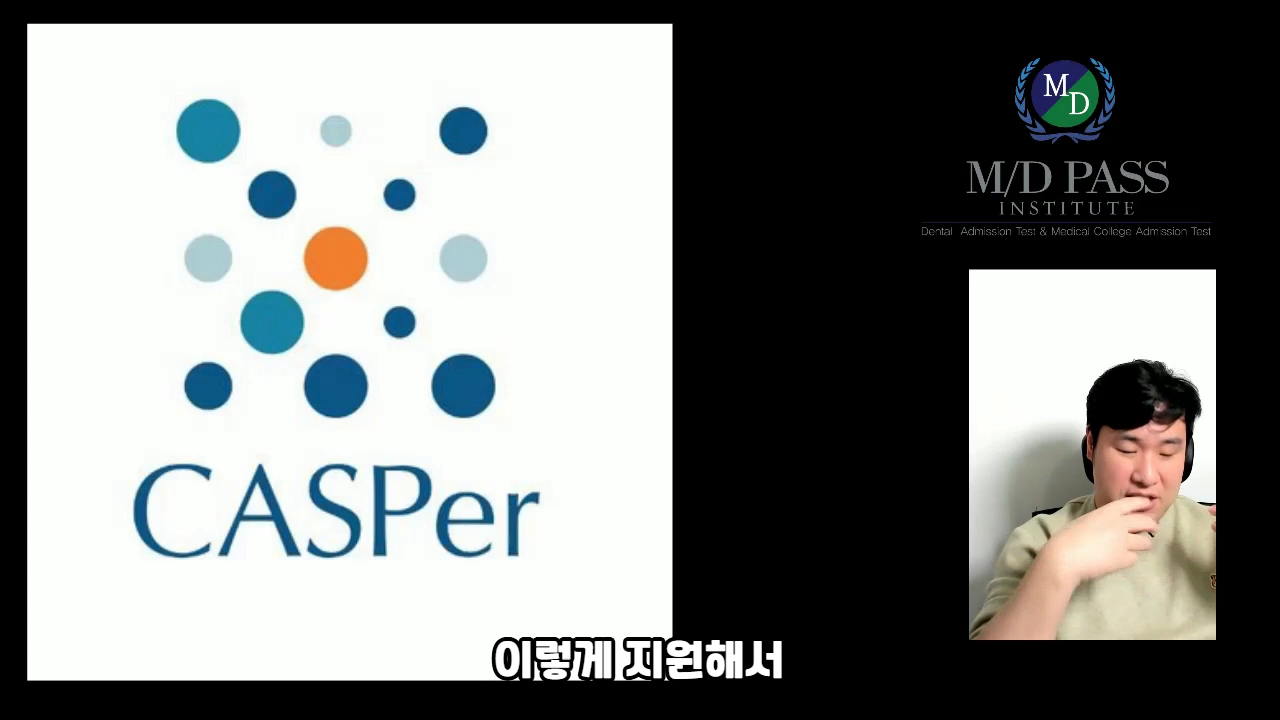 CASPer
M D
M/D PASS
INSTITUTE
Dental Admission Test & Medical College Admission Test
이렇게 지원해서